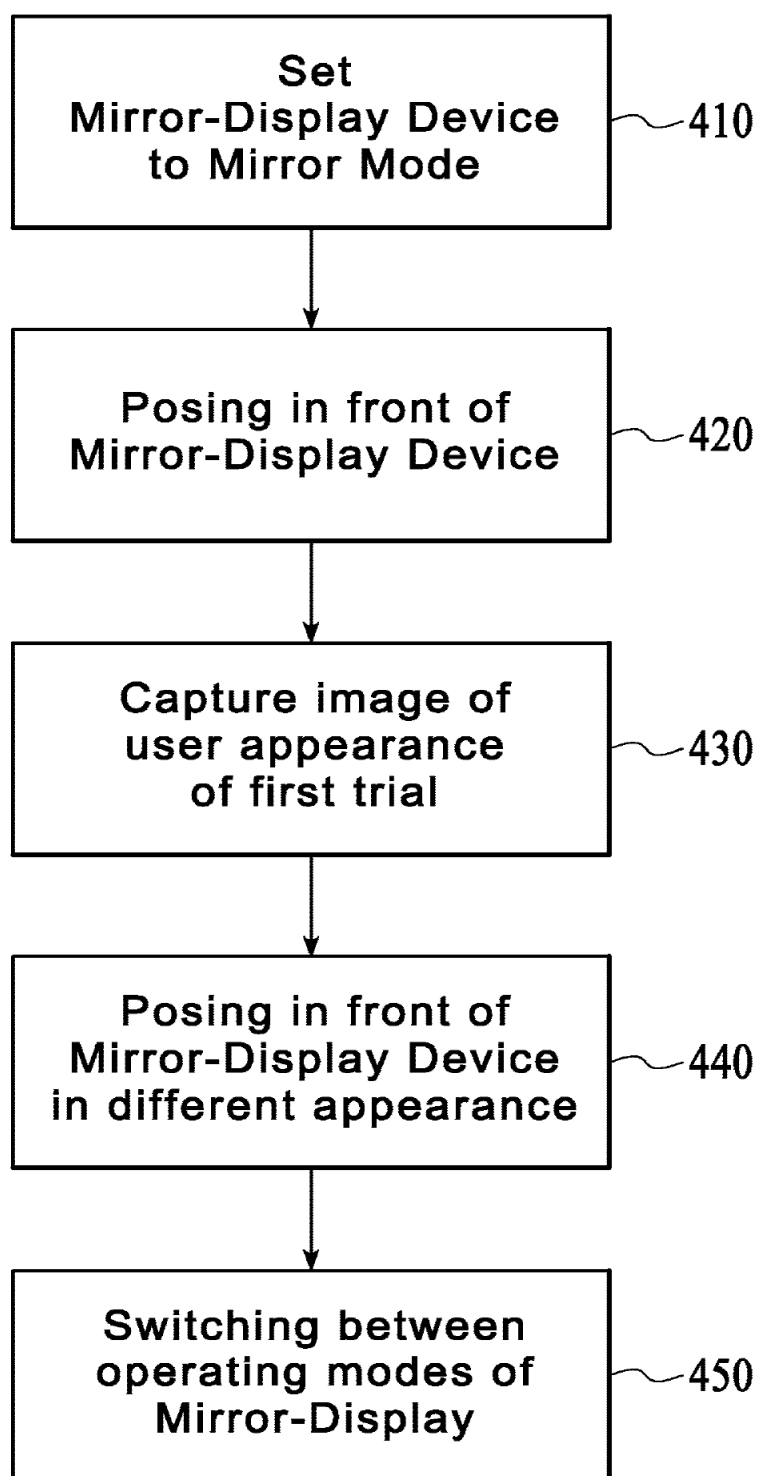 Set
Mirror-Display Device
to Mirror Mode
410
Posing in front of
Mirror-Display Device
420
Capture image of
user appearance
of first trial
430
Posing in front of
Mirror-Display Device
in different appearance
440
Switching between
operating modes of
Mirror-Display
450